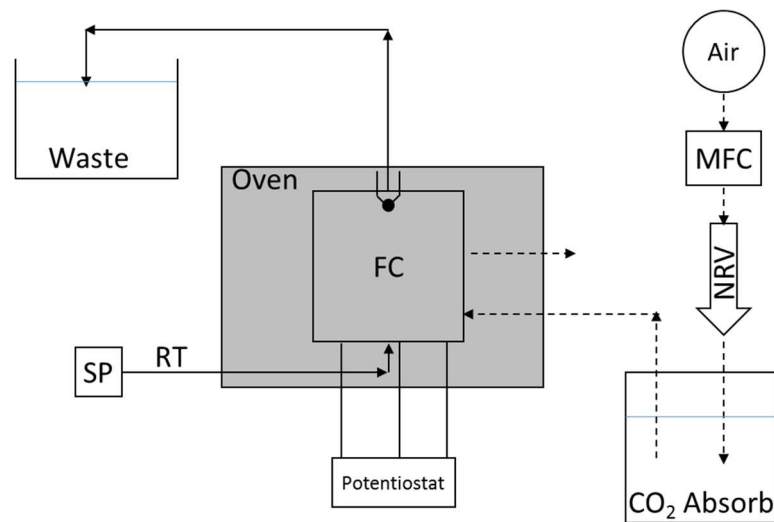 Air
Waste
MFC
Oven
FC
NRV
RT
SP
Potentiostat
CO₂ Absorb